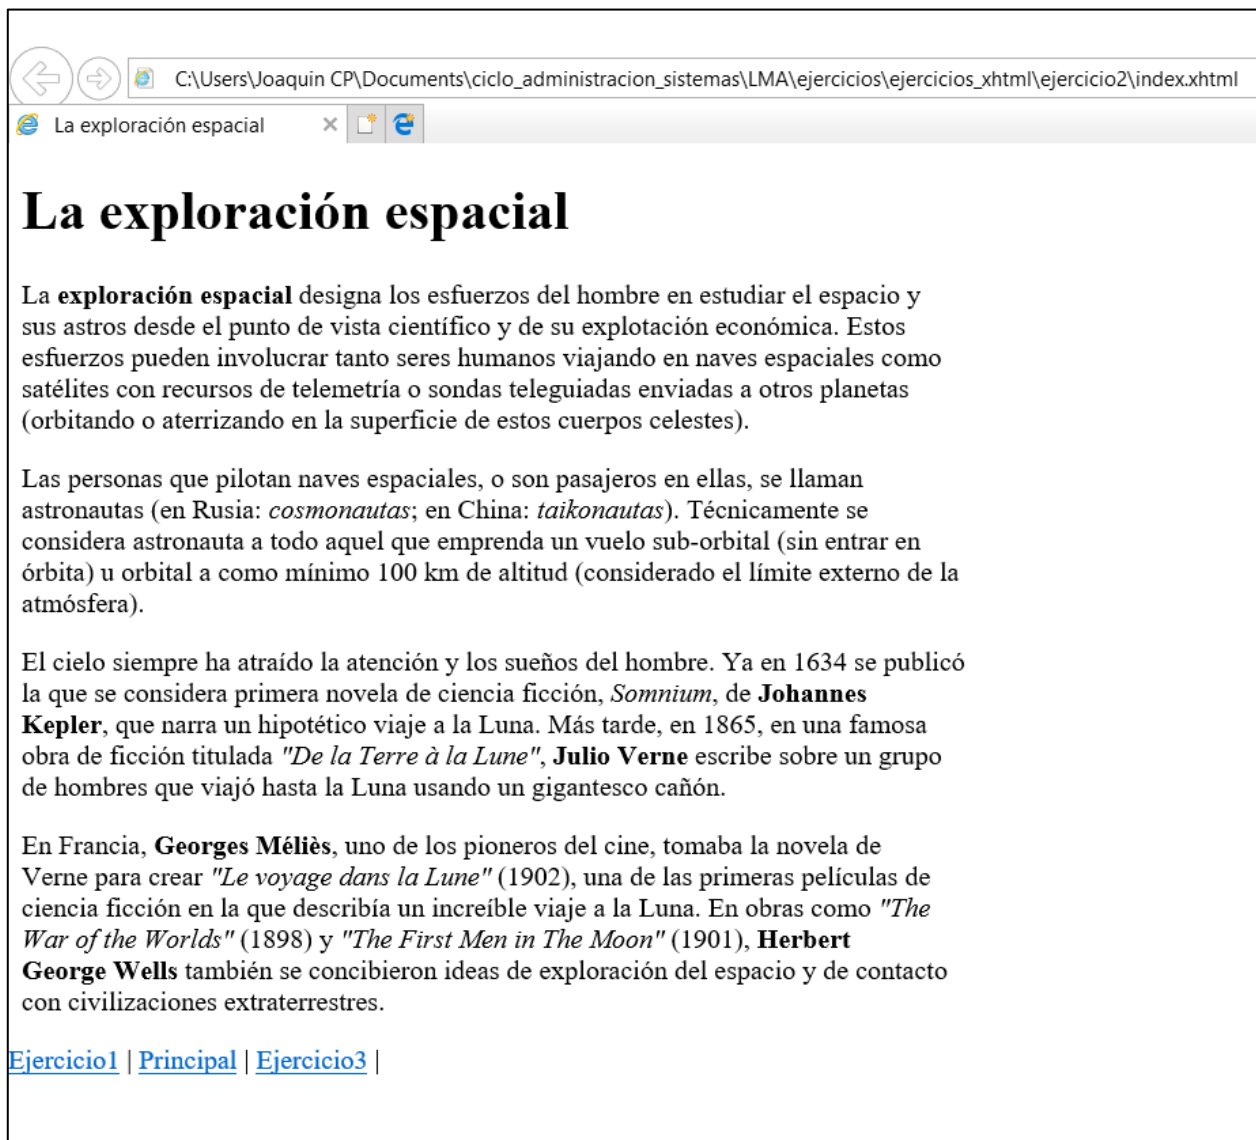 C:\Users\Joaquin CP\Documents\ciclo_administracion_sistemas\LMA\ejercicios\ejercicios_xhtml\ejercicio2\index.xhtml
La exploración espacial
La exploración espacial
La exploración espacial designa los esfuerzos del hombre en estudiar el espacio y
sus astros desde el punto de vista científico y de su explotación económica. Estos
esfuerzos pueden involucrar tanto seres humanos viajando en naves espaciales como
satélites con recursos de telemetría o sondas teleguiadas enviadas a otros planetas
(orbitando o aterrizando en la superficie de estos cuerpos celestes).
Las personas que pilotan naves espaciales, o son pasajeros en ellas, se llaman
astronautas (en Rusia: cosmonautas; en China: taikonautas). Técnicamente se
considera astronauta a todo aquel que emprenda un vuelo sub-orbital (sin entrar en
órbita) u orbital a como mínimo 100 km de altitud (considerado el límite externo de la
atmósfera).
El cielo siempre ha atraído la atención y los sueños del hombre. Ya en 1634 se publicó
la que se considera primera novela de ciencia ficción, Somnium, de Johannes
Kepler, que narra un hipotético viaje a la Luna. Más tarde, en 1865, en una famosa
obra de ficción titulada "De la Terre à la Lune", Julio Verne escribe sobre un grupo
de hombres que viajó hasta la Luna usando un gigantesco cañón.
En Francia, Georges Méliès, uno de los pioneros del cine, tomaba la novela de
Verne para crear "Le voyage dans la Lune" (1902), una de las primeras películas de
ciencia ficción en la que describía un increíble viaje a la Luna. En obras como "The
War of the Worlds" (1898) y "The First Men in The Moon" (1901), Herbert
George Wells también se concibieron ideas de exploración del espacio y de contacto
con civilizaciones extraterrestres.
Ejercicio1 | Principal | Ejercicio3 |